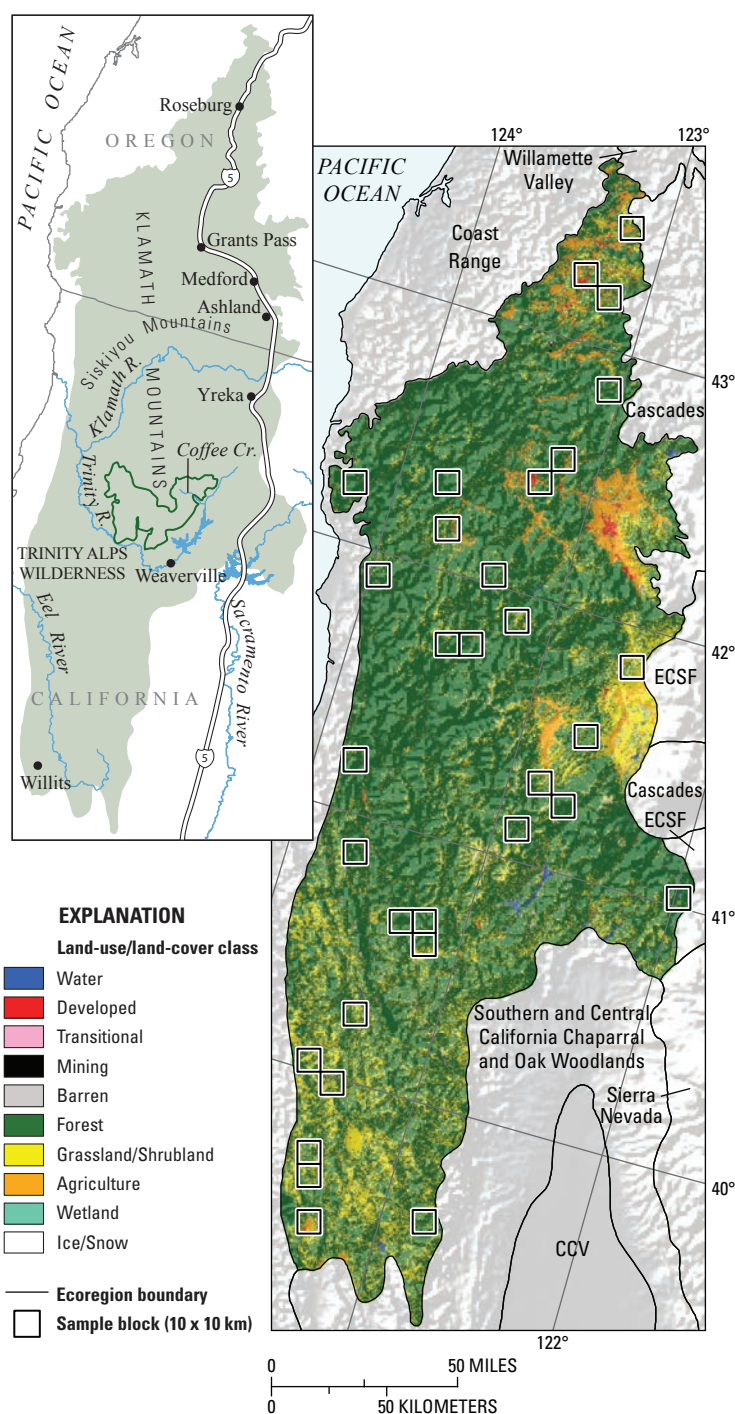 PACIFIC OCEAN
Roseburg
OREGON
5
KLAMATH
MOUNTAINS
Grants Pass
Medford
Ashland
Siskiyou Mountains
Klamath R.
Yreka
Coffee Cr.
Trinity R.
TRINITY ALPS
WILDERNESS
Weaverville
Eel River
Sacramento River
CALIFORNIA
5
Willits
124°
123°
PACIFIC
OCEAN
Willamette
Valley
Coast
Range
43°
Cascades
42°
ECSF
Cascades
ECSF
41°
Southern and Central
California Chaparral
and Oak Woodlands
Sierra
Nevada
40°
CCV
122°
EXPLANATION
Land-use/land-cover class
Water
Developed
Transitional
Mining
Barren
Forest
Grassland/Shrubland
Agriculture
Wetland
Ice/Snow
Ecoregion boundary
Sample block (10 x 10 km)
0 50 MILES
0 50 KILOMETERS